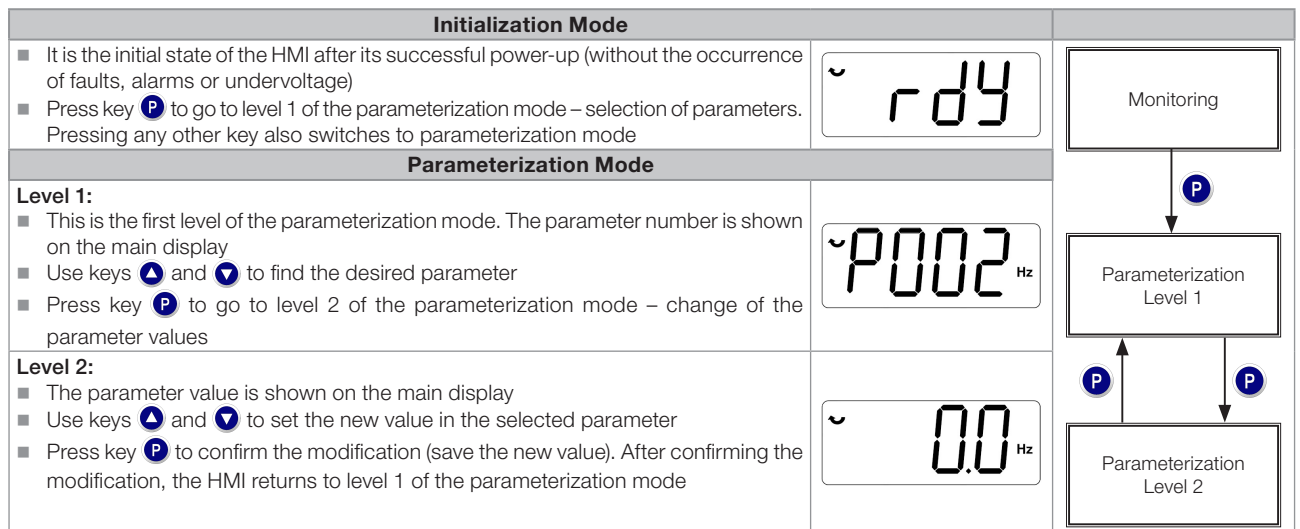 Initialization Mode
■ It is the initial state of the HMI after its successful power-up (without the occurrence
of faults, alarms or undervoltage)
■ Press key P to go to level 1 of the parameterization mode – selection of parameters.
Pressing any other key also switches to parameterization mode
rdy
Parameterization Mode
Level 1:
■ This is the first level of the parameterization mode. The parameter number is shown
on the main display
■ Use keys and to find the desired parameter
■ Press key P to go to level 2 of the parameterization mode – change of the
parameter values
P002 Hz
Level 2:
■ The parameter value is shown on the main display
■ Use keys and to set the new value in the selected parameter
■ Press key P to confirm the modification (save the new value). After confirming the
modification, the HMI returns to level 1 of the parameterization mode
0.0 Hz
Monitoring
P
Parameterization
Level 1
P
P
Parameterization
Level 2